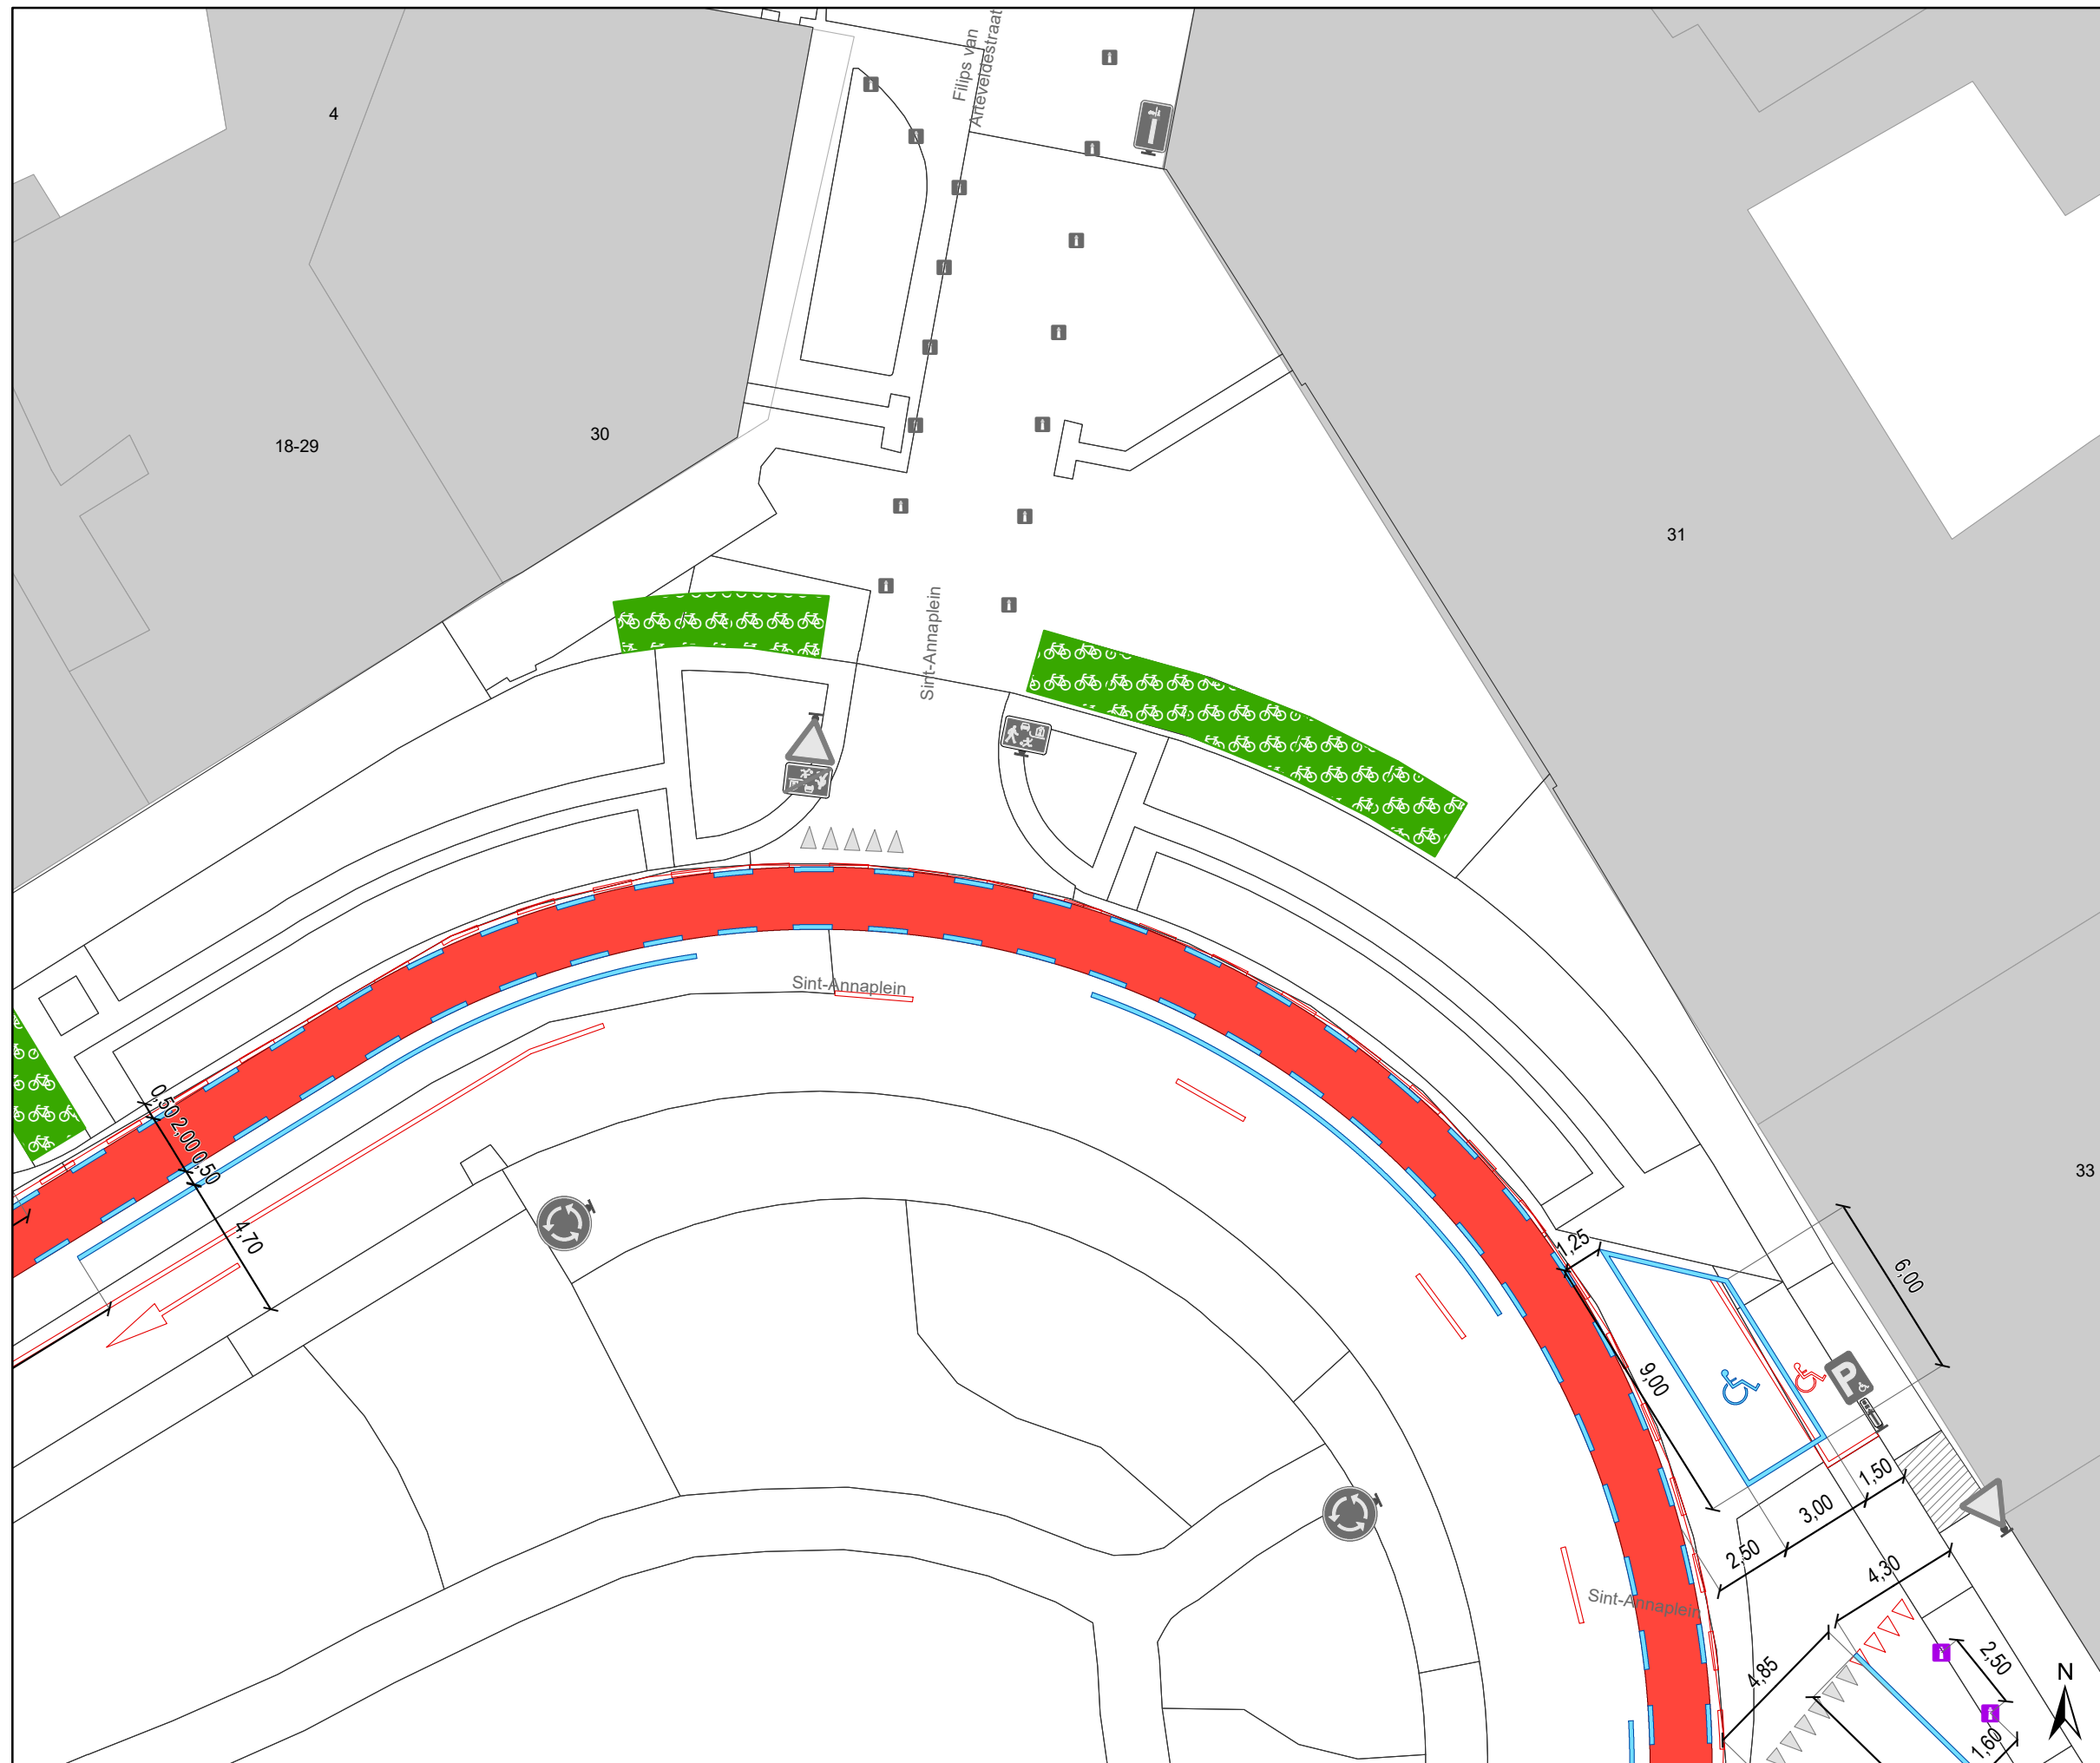 Filips van
Arteveldestraat
4
18-29
30
31
Sint-Annaplein
Sint-Annaplein
0,50
2,00
0,50
4,70
33
1,25
6,00
9,00
P
1,50
3,00
2,50
4,30
Sint-Annaplein
4,85
2,50
1,60
N